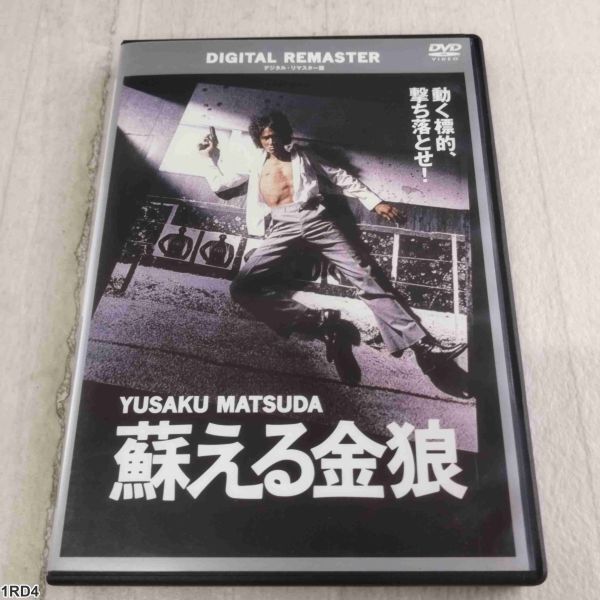 DIGITAL REMASTER
デジタル・リマスター版
DVD
VIDEO
動く標的、
撃ち落とせ!
YUSAKU MATSUDA
蘇える金狼
1RD4